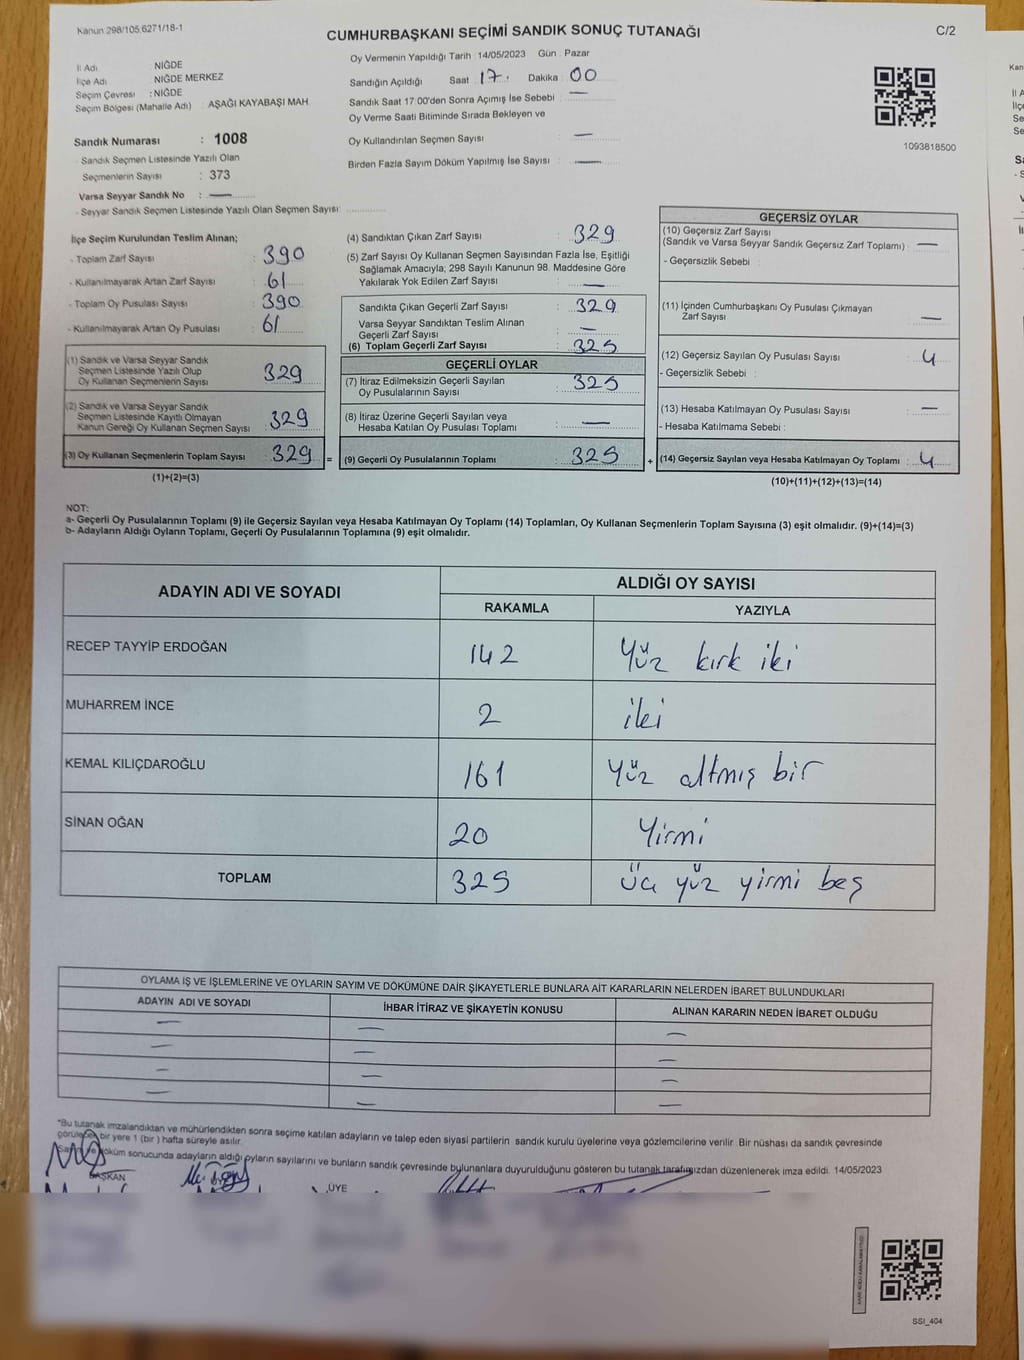 Kanun 298/105;6271/18-1
CUMHURBAŞKANI SEÇİMİ SANDIK SONUÇ TUTANAĞI
C/2
İl Adı : NİĞDE
İlçe Adı : NİĞDE MERKEZ
Seçim Çevresi : NİĞDE
Seçim Bölgesi (Mahalle Adı) : AŞAĞI KAYABAŞI MAH
Sandık Numarası : 1008
- Sandık Seçmen Listesinde Yazılı Olan
Seçmenlerin Sayısı : 373
Varsa Seyyar Sandık No : —
- Seyyar Sandık Seçmen Listesinde Yazılı Olan Seçmen Sayısı:
Oy Vermenin Yapıldığı Tarih : 14/05/2023 Gün : Pazar
Sandığın Açıldığı Saat : 17. Dakika : 00
Sandık Saat 17:00'den Sonra Açımış İse Sebebi : —
Oy Verme Saati Bitiminde Sırada Bekleyen ve
Oy Kullandırılan Seçmen Sayısı : —
Birden Fazla Sayım Döküm Yapılmış İse Sayısı : —
1093818500
İlçe Seçim Kurulundan Teslim Alınan;
- Toplam Zarf Sayısı : 390
- Kullanılmayarak Artan Zarf Sayısı : 61
- Toplam Oy Pusulası Sayısı : 390
- Kullanılmayarak Artan Oy Pusulası : 61
(1) Sandık ve Varsa Seyyar Sandık
Seçmen Listesinde Yazılı Olup
Oy Kullanan Seçmenlerin Sayısı : 329
(2) Sandık ve Varsa Seyyar Sandık
Seçmen Listesinde Kayıtlı Olmayan
Kanun Gereği Oy Kullanan Seçmen Sayısı : 329
(3) Oy Kullanan Seçmenlerin Toplam Sayısı : 329 =
(1)+(2)=(3)
(4) Sandıktan Çıkan Zarf Sayısı : 329
(5) Zarf Sayısı Oy Kullanan Seçmen Sayısından Fazla İse, Eşitliği
Sağlamak Amacıyla; 298 Sayılı Kanunun 98. Maddesine Göre
Yakılarak Yok Edilen Zarf Sayısı : —
Sandıkta Çıkan Geçerli Zarf Sayısı : 329
Varsa Seyyar Sandıktan Teslim Alınan
Geçerli Zarf Sayısı : —
(6) Toplam Geçerli Zarf Sayısı : 325
GEÇERLİ OYLAR
(7) İtiraz Edilmeksizin Geçerli Sayılan
Oy Pusulalarının Sayısı : 325
(8) İtiraz Üzerine Geçerli Sayılan veya
Hesaba Katılan Oy Pusulası Toplamı : —
(9) Geçerli Oy Pusulalarının Toplamı : 325 +
GEÇERSİZ OYLAR
(10) Geçersiz Zarf Sayısı
(Sandık ve Varsa Seyyar Sandık Geçersiz Zarf Toplamı) : —
- Geçersizlik Sebebi :
(11) İçinden Cumhurbaşkanı Oy Pusulası Çıkmayan
Zarf Sayısı : —
(12) Geçersiz Sayılan Oy Pusulası Sayısı : 4
- Geçersizlik Sebebi :
(13) Hesaba Katılmayan Oy Pusulası Sayısı : —
- Hesaba Katılmama Sebebi :
(14) Geçersiz Sayılan veya Hesaba Katılmayan Oy Toplamı : 4
(10)+(11)+(12)+(13)=(14)
NOT:
a- Geçerli Oy Pusulalarının Toplamı (9) ile Geçersiz Sayılan veya Hesaba Katılmayan Oy Toplamı (14) Toplamları, Oy Kullanan Seçmenlerin Toplam Sayısına (3) eşit olmalıdır. (9)+(14)=(3)
b- Adayların Aldığı Oyların Toplamı, Geçerli Oy Pusulalarının Toplamına (9) eşit olmalıdır.
ADAYIN ADI VE SOYADI ALDIĞI OY SAYISI
RAKAMLA YAZIYLA
RECEP TAYYİP ERDOĞAN 142 Yüz kırk iki
MUHARREM İNCE 2 iki
KEMAL KILIÇDAROĞLU 161 Yüz altmış bir
SİNAN OĞAN 20 Yirmi
TOPLAM 325 Üç yüz yirmi beş
OYLAMA İŞ VE İŞLEMLERİNE VE OYLARIN SAYIM VE DÖKÜMÜNE DAİR ŞİKAYETLERLE BUNLARA AİT KARARLARIN NELERDEN İBARET BULUNDUKLARI
ADAYIN ADI VE SOYADI İHBAR İTİRAZ VE ŞİKAYETİN KONUSU ALINAN KARARIN NEDEN İBARET OLDUĞU
— — —
— — —
— — —
— — —
*Bu tutanak imzalandıktan ve mühürlendikten sonra seçime katılan adayların ve talep eden siyasi partilerin sandık kurulu üyelerine veya gözlemcilerine verilir. Bir nüshası da sandık çevresinde
görülecek bir yere 1 (bir) hafta süreyle asılır.
Sayım ve döküm sonucunda adayların aldığı oyların sayılarını ve bunların sandık çevresinde bulunanlara duyurulduğunu gösteren bu tutanak tarafımızdan düzenlenerek imza edildi. 14/05/2023
BAŞKAN
ÜYE
SSI_404